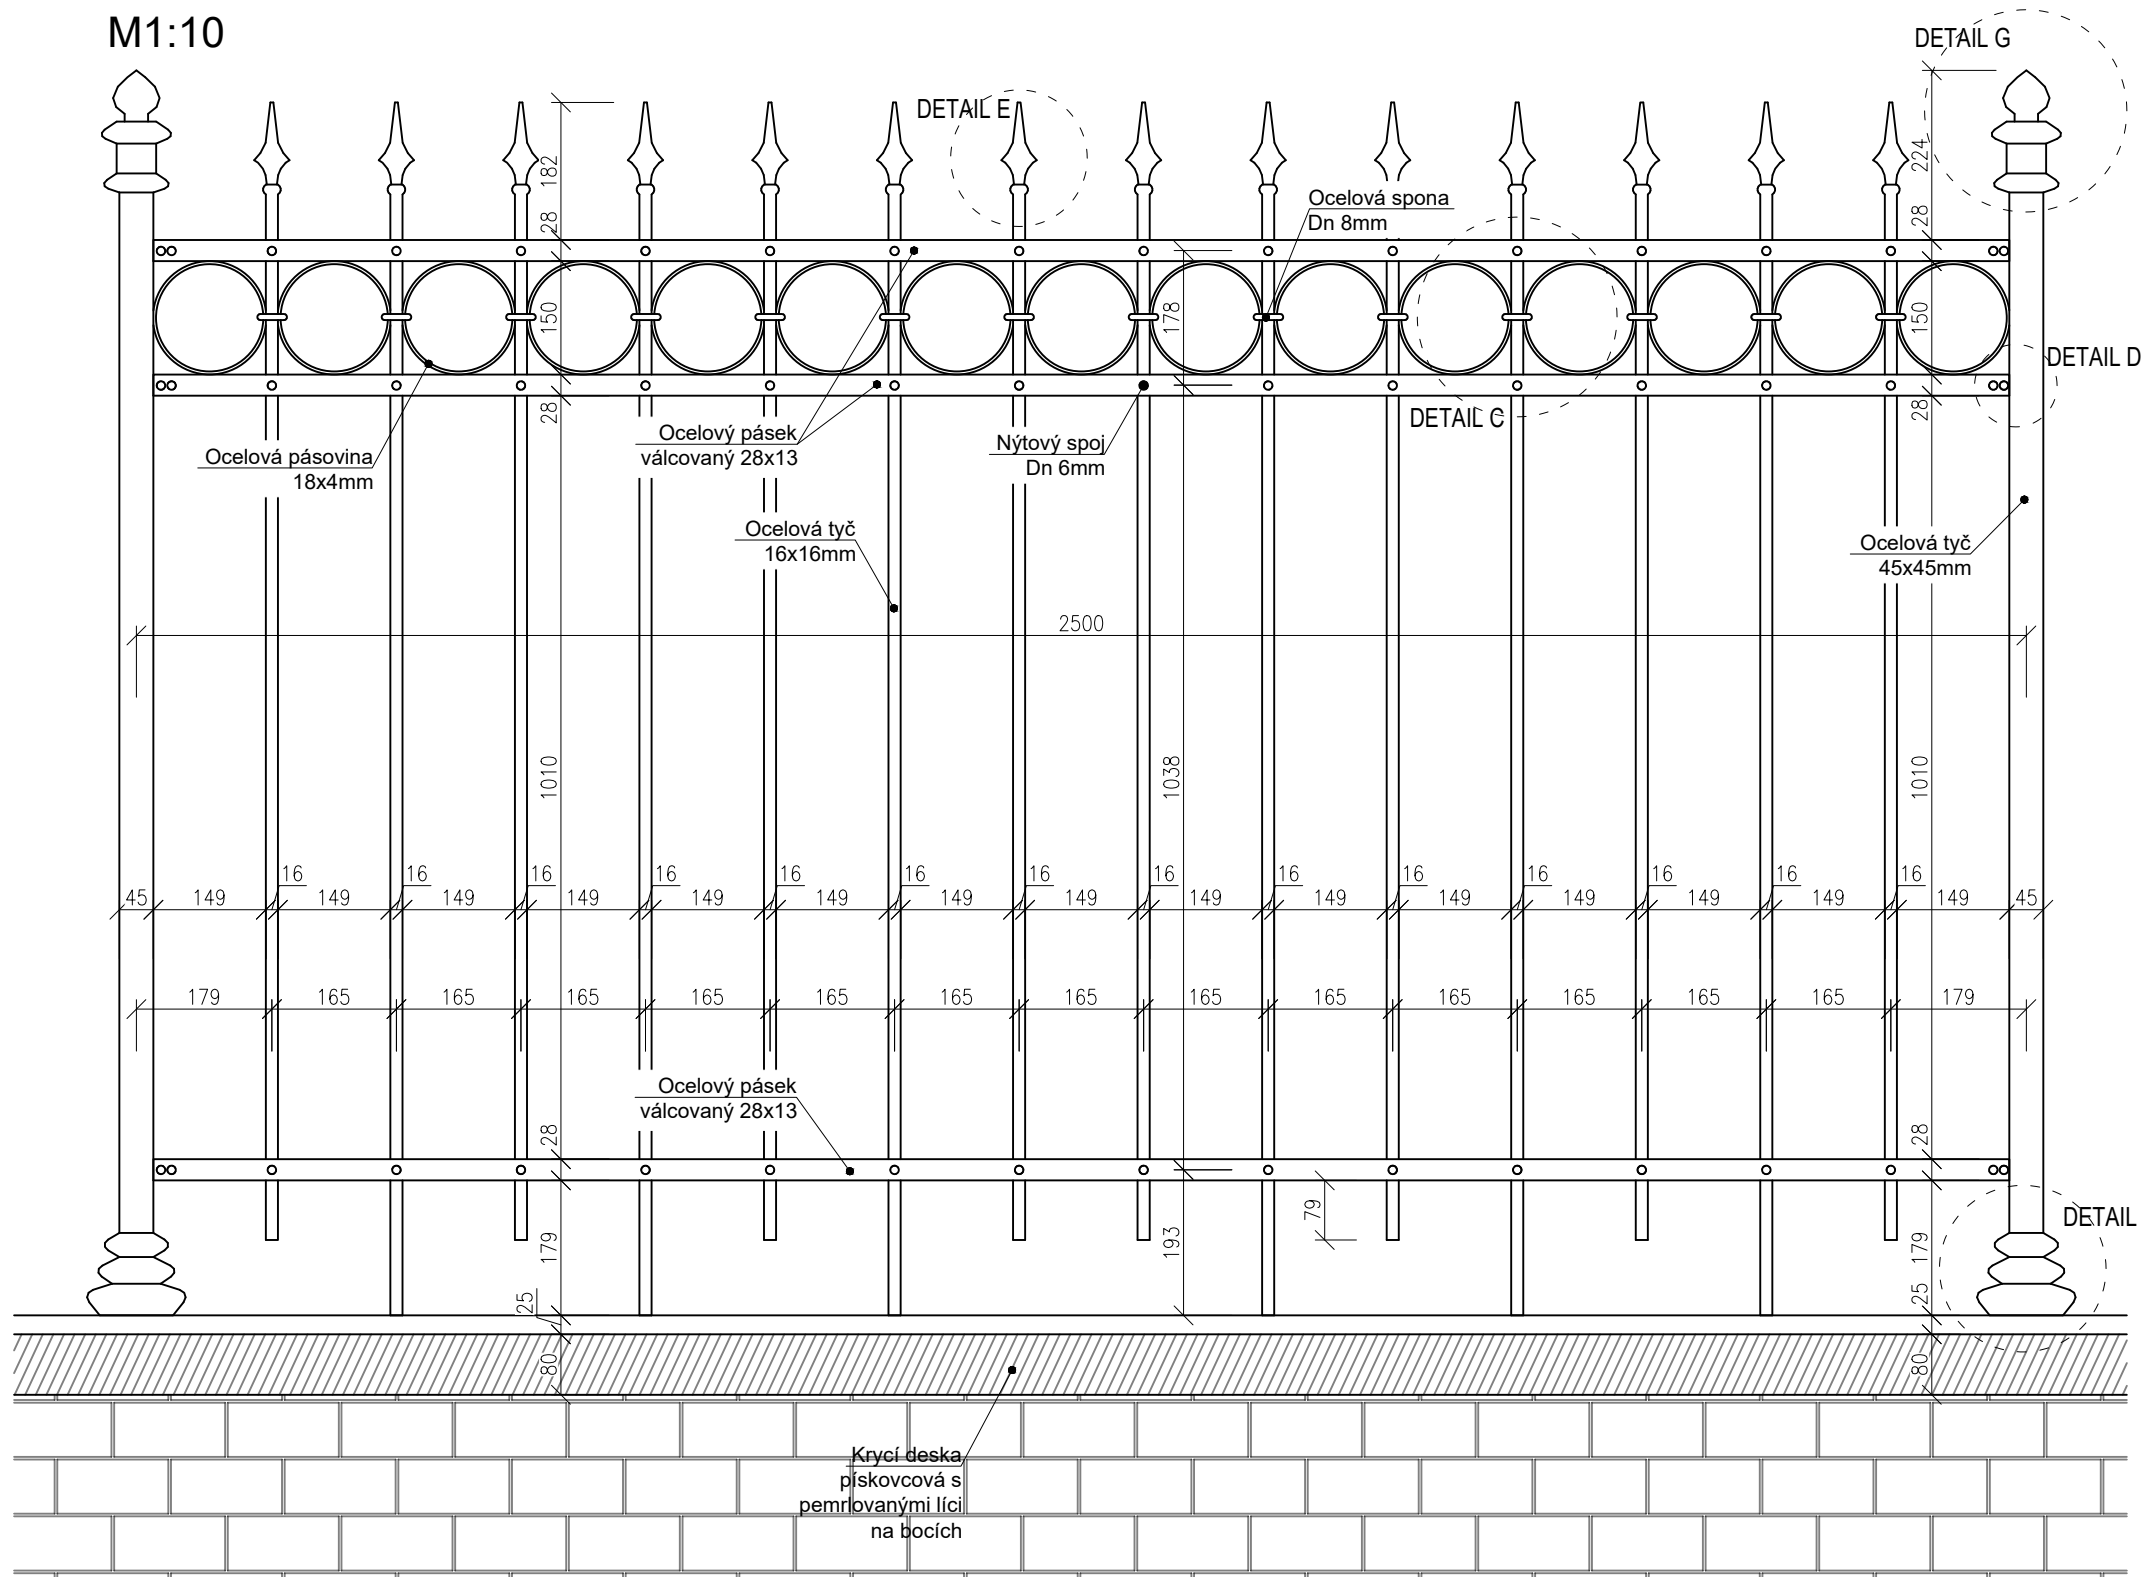 M1:10
DETAIL G
DETAIL E
182
224
28
28
Ocelová spona
Dn 8mm
150
178
150
DETAIL D
28
28
DETAIL C
Ocelová pásovina
18x4mm
Ocelový pásek
válcovaný 28x13
Nýtový spoj
Dn 6mm
Ocelová tyč
16x16mm
Ocelová tyč
45x45mm
2500
1010
1038
1010
16 16 16 16 16 16 16 16 16 16 16 16 16 16
45 149 149 149 149 149 149 149 149 149 149 149 149 149 149 149 45
179 165 165 165 165 165 165 165 165 165 165 165 165 165 179
Ocelový pásek
válcovaný 28x13
28
28
79
179
193
179
DETAIL
25
25
80
80
Krycí deska
pískovcová s
pemrlovanými líci
na bocích